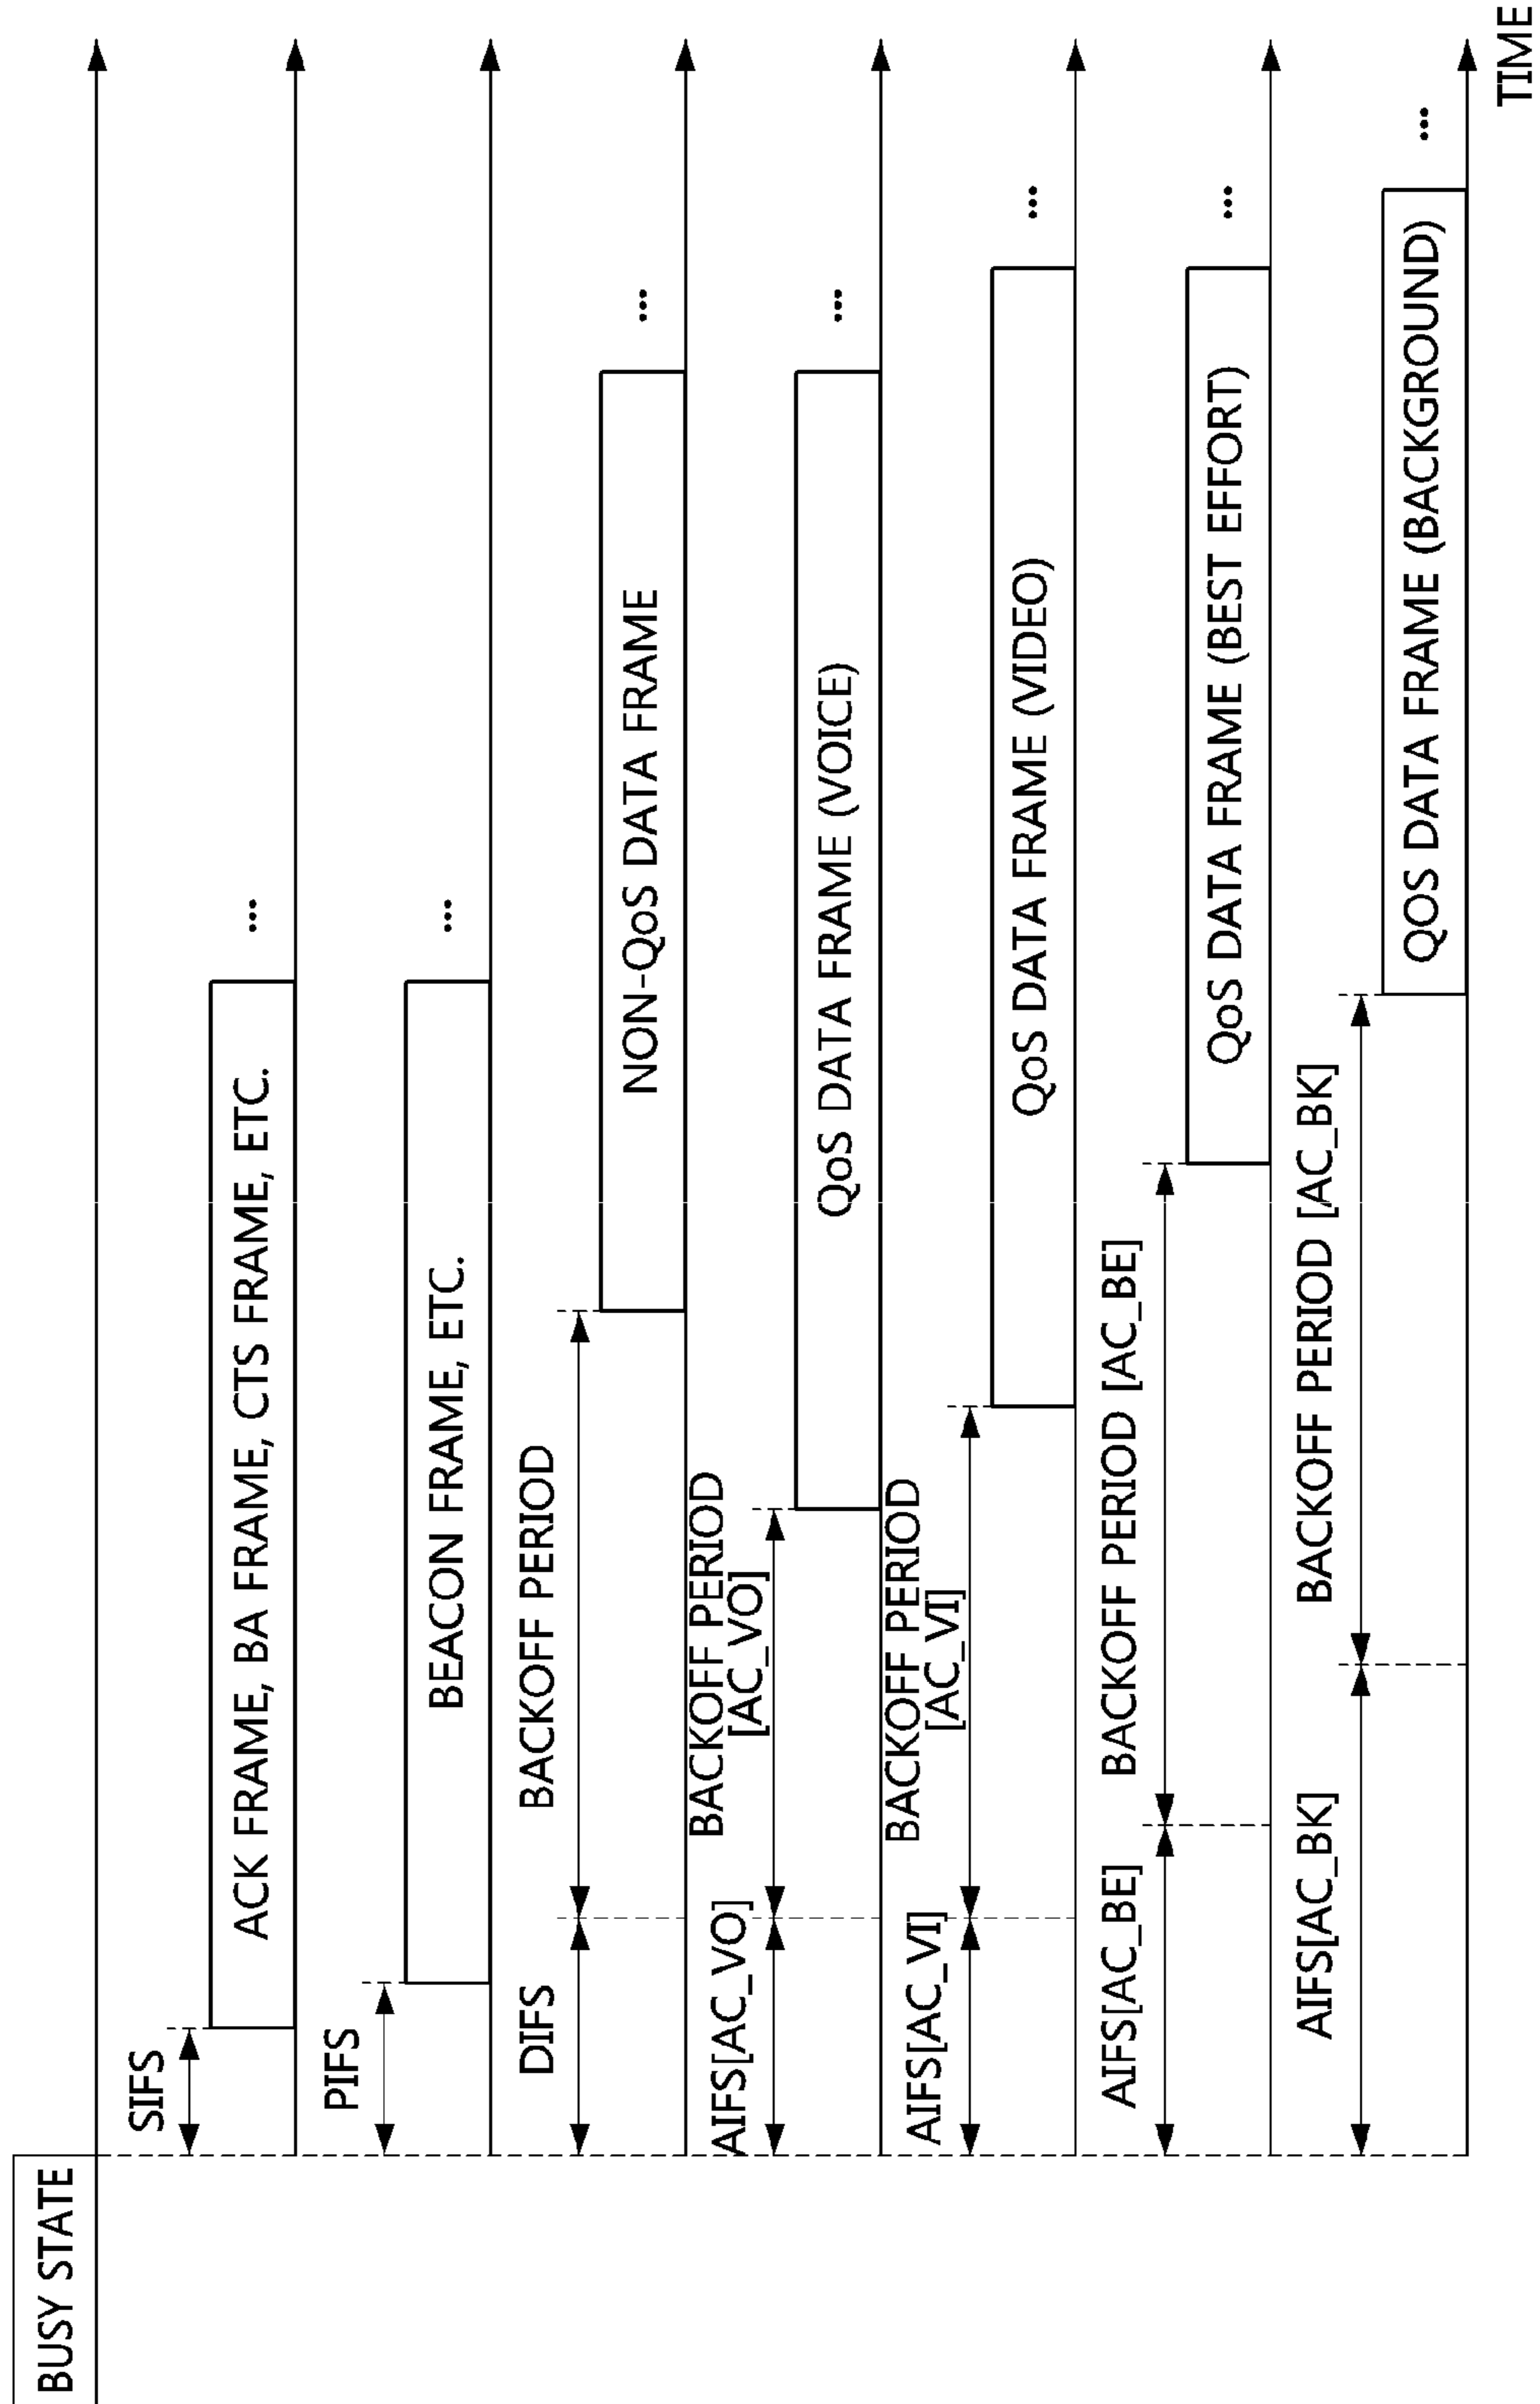 BUSY STATE
SIFS
ACK FRAME, BA FRAME, CTS FRAME, ETC.
...
PIFS
BEACON FRAME, ETC.
...
DIFS
BACKOFF PERIOD
NON-QoS DATA FRAME
...
AIFS[AC_VO]
BACKOFF PERIOD
[AC_VO]
QoS DATA FRAME (VOICE)
...
AIFS[AC_VI]
BACKOFF PERIOD
[AC_VI]
QoS DATA FRAME (VIDEO)
...
AIFS[AC_BE]
BACKOFF PERIOD [AC_BE]
QoS DATA FRAME (BEST EFFORT)
...
AIFS[AC_BK]
BACKOFF PERIOD [AC_BK]
QOS DATA FRAME (BACKGROUND)
...
TIME